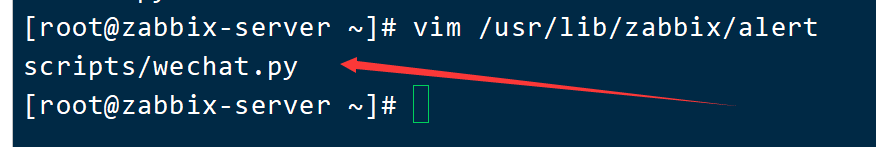 [root@zabbix-server ~]# vim /usr/lib/zabbix/alert
scripts/wechat.py
[root@zabbix-server ~]#